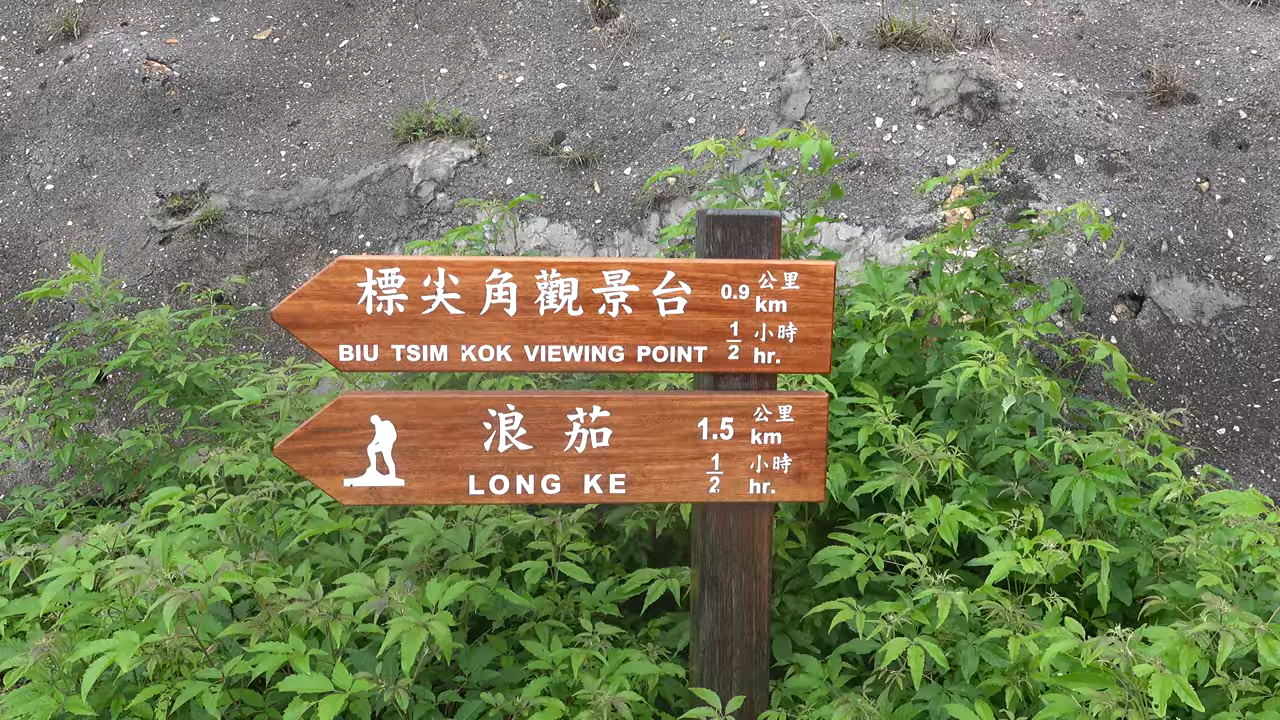 標尖角觀景台 0.9 公里 km
BIU TSIM KOK VIEWING POINT 1/2 小時 hr.
浪茄 1.5 公里 km
LONG KE 1/2 小時 hr.